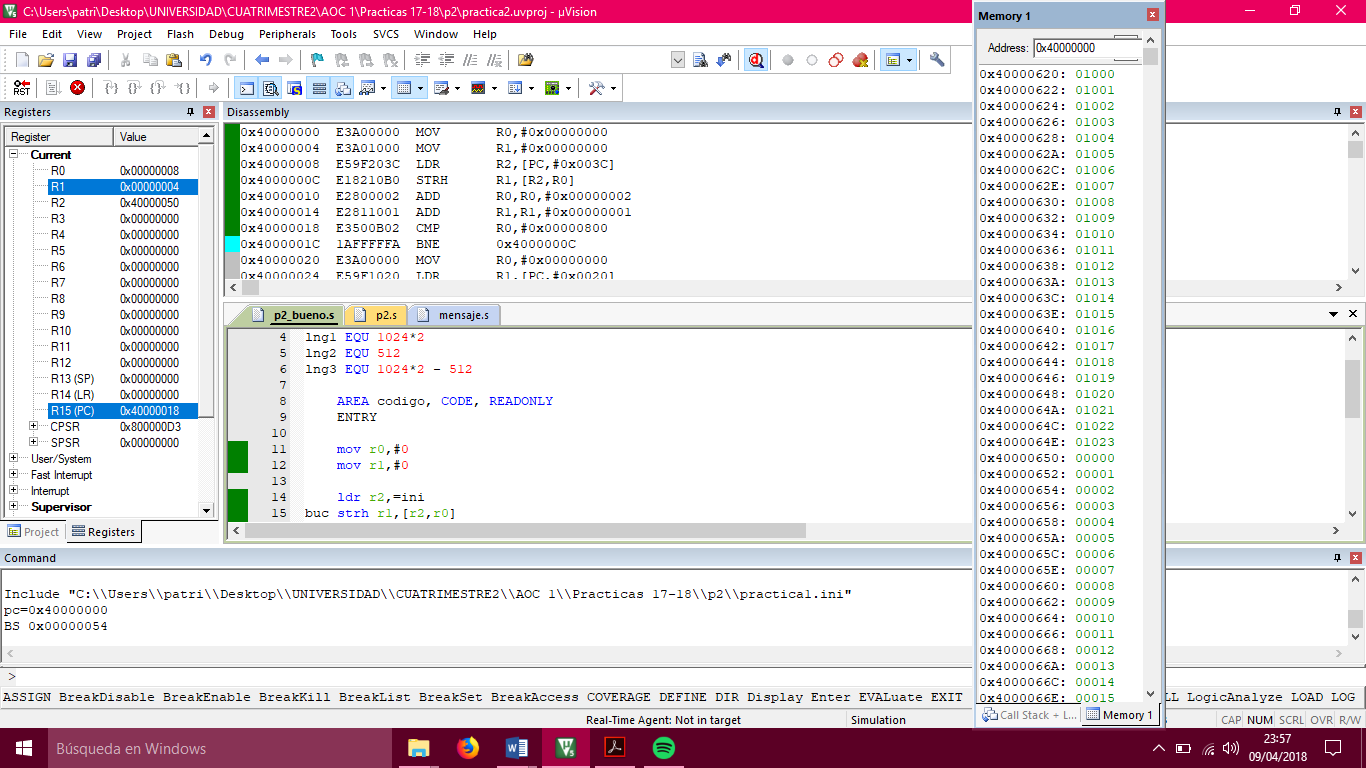 C:\Users\patri\Desktop\UNIVERSIDAD\CUATRIMESTRE2\AOC 1\Practicas 17-18\p2\practica2.uvproj - µVision
File Edit View Project Flash Debug Peripherals Tools SVCS Window Help
RST
Registers
Register Value
Current
R0 0x00000008
R1 0x00000004
R2 0x40000050
R3 0x00000000
R4 0x00000000
R5 0x00000000
R6 0x00000000
R7 0x00000000
R8 0x00000000
R9 0x00000000
R10 0x00000000
R11 0x00000000
R12 0x00000000
R13 (SP) 0x00000000
R14 (LR) 0x00000000
R15 (PC) 0x40000018
CPSR 0x800000D3
SPSR 0x00000000
User/System
Fast Interrupt
Interrupt
Supervisor
Project Registers
Disassembly
0x40000000 E3A00000 MOV R0,#0x00000000
0x40000004 E3A01000 MOV R1,#0x00000000
0x40000008 E59F203C LDR R2,[PC,#0x003C]
0x4000000C E18210B0 STRH R1,[R2,R0]
0x40000010 E2800002 ADD R0,R0,#0x00000002
0x40000014 E2811001 ADD R1,R1,#0x00000001
0x40000018 E3500B02 CMP R0,#0x00000800
0x4000001C 1AFFFFFA BNE 0x4000000C
0x40000020 E3A00000 MOV R0,#0x00000000
0x40000024 E59F1020 LDR R1,[PC,#0x0020]
p2_bueno.s p2.s mensaje.s
4 lng1 EQU 1024*2
5 lng2 EQU 512
6 lng3 EQU 1024*2 - 512
7
8 AREA codigo, CODE, READONLY
9 ENTRY
10
11 mov r0,#0
12 mov r1,#0
13
14 ldr r2,=ini
15 buc strh r1,[r2,r0]
Memory 1
Address: 0x40000000
0x40000620: 01000
0x40000622: 01001
0x40000624: 01002
0x40000626: 01003
0x40000628: 01004
0x4000062A: 01005
0x4000062C: 01006
0x4000062E: 01007
0x40000630: 01008
0x40000632: 01009
0x40000634: 01010
0x40000636: 01011
0x40000638: 01012
0x4000063A: 01013
0x4000063C: 01014
0x4000063E: 01015
0x40000640: 01016
0x40000642: 01017
0x40000644: 01018
0x40000646: 01019
0x40000648: 01020
0x4000064A: 01021
0x4000064C: 01022
0x4000064E: 01023
0x40000650: 00000
0x40000652: 00001
0x40000654: 00002
0x40000656: 00003
0x40000658: 00004
0x4000065A: 00005
0x4000065C: 00006
0x4000065E: 00007
0x40000660: 00008
0x40000662: 00009
0x40000664: 00010
0x40000666: 00011
0x40000668: 00012
0x4000066A: 00013
0x4000066C: 00014
0x4000066E: 00015
Call Stack + L... Memory 1
Command
Include "C:\\Users\\patri\\Desktop\\UNIVERSIDAD\\CUATRIMESTRE2\\AOC 1\\Practicas 17-18\\p2\\practica1.ini"
pc=0x40000000
BS 0x00000054
>
ASSIGN BreakDisable BreakEnable BreakKill BreakList BreakSet BreakAccess COVERAGE DEFINE DIR Display Enter EVALuate EXIT LL LogicAnalyze LOAD LOG
Real-Time Agent: Not in target Simulation CAP NUM SCRL OVR R/W
Búsqueda en Windows
23:57
09/04/2018